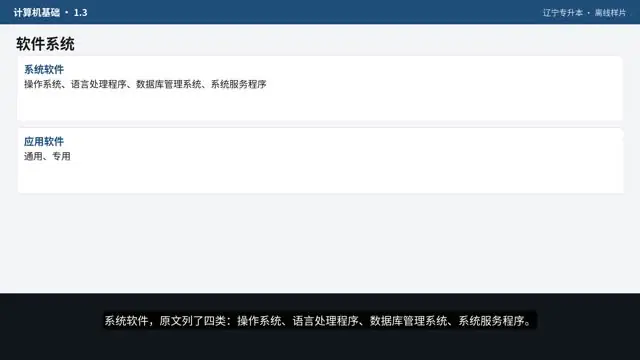 计算机基础 · 1.3
辽宁专升本 · 离线样片
软件系统
系统软件
操作系统、语言处理程序、数据库管理系统、系统服务程序
应用软件
通用、专用
系统软件，原文列了四类：操作系统、语言处理程序、数据库管理系统、系统服务程序。